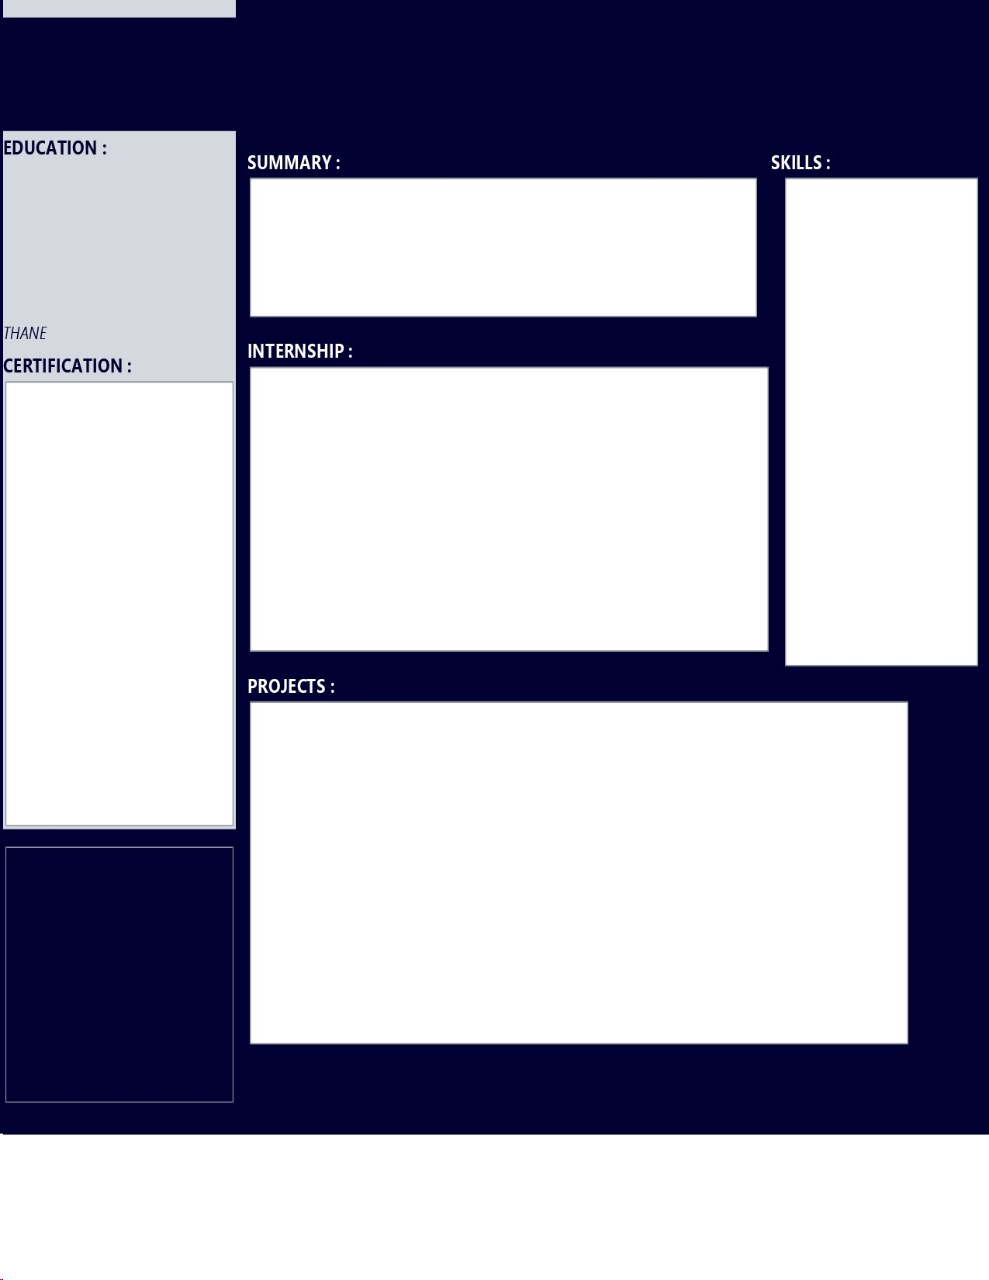 EDUCATION :
THANE
CERTIFICATION :
SUMMARY :
INTERNSHIP :
PROJECTS :
SKILLS :